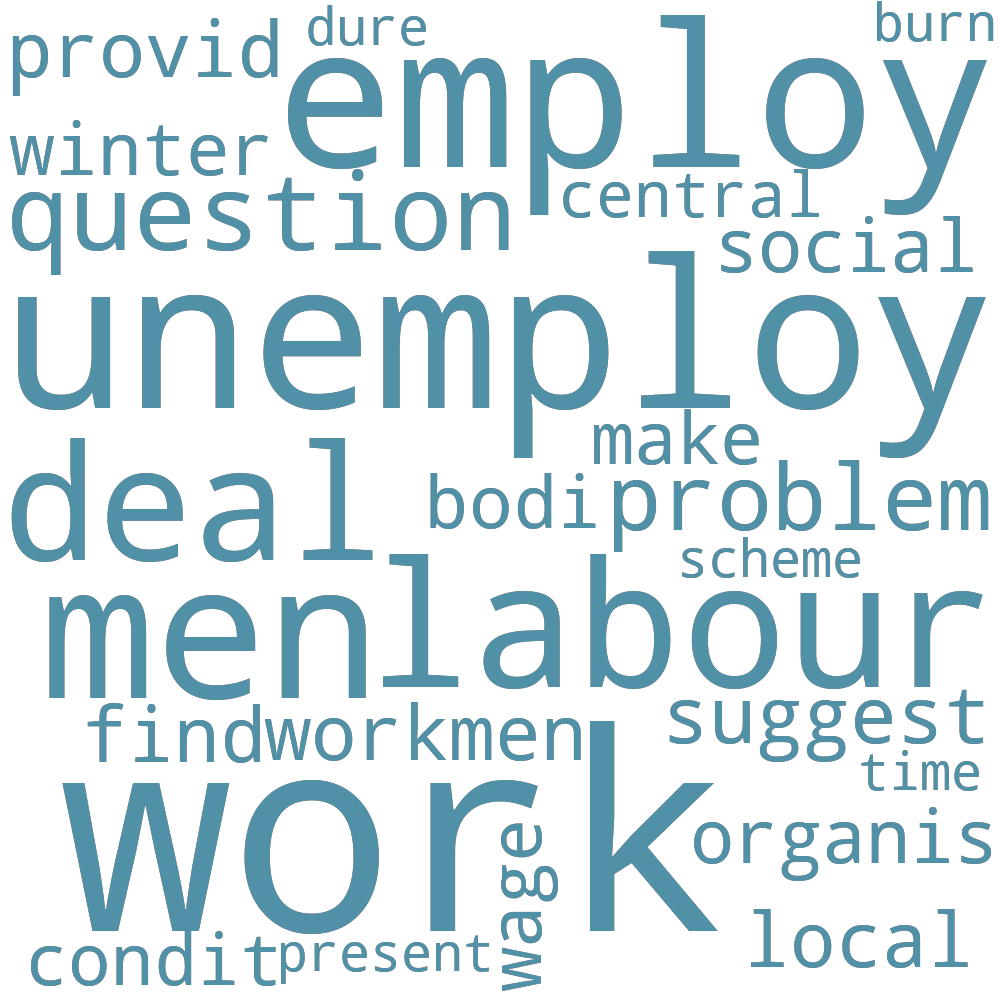 provid
dure
employ
burn
winter
question
central
social
unemploy
make
deal
bodi
problem
scheme
men
labour
find
workmen
suggest
time
work
wage
organis
condit
present
local